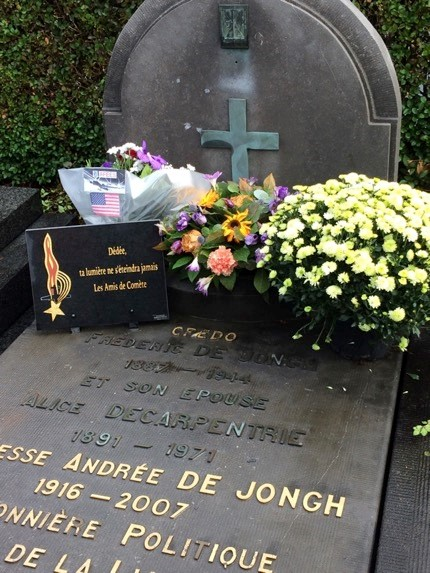 Dédée,
ta lumière ne s'éteindra jamais
Les Amis de Comète
CREDO
FREDERIC DE JONGH
1897 — 1944
ET SON EPOUSE
ALICE DECARPENTRIE
1891 — 1971
ESSE ANDRÉE DE JONGH
1916 — 2007
ONNIÈRE POLITIQUE
DE LA LI